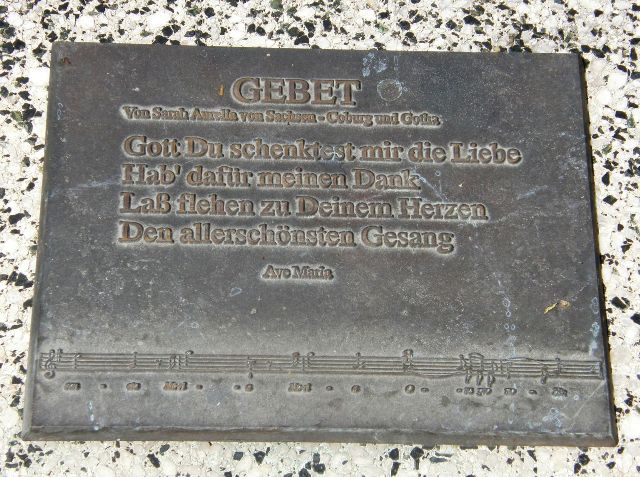 GEBET
Von Sarah Aurelia von Sachsen - Coburg und Gotha
Gott Du schenktest mir die Liebe
Hab' dafür meinen Dank
Laß flehen zu Deinem Herzen
Den allerschönsten Gesang
Ave Maria